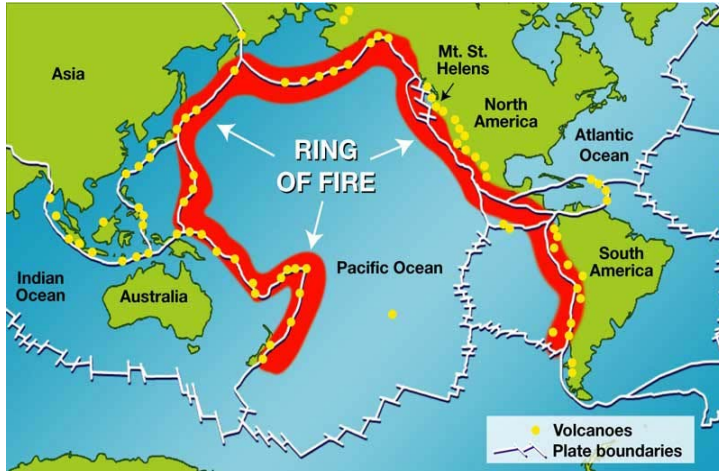 Asia
Mt. St.
Helens
North
America
Atlantic
Ocean
RING
OF FIRE
Pacific Ocean
South
America
Indian
Ocean
Australia
Volcanoes
Plate boundaries